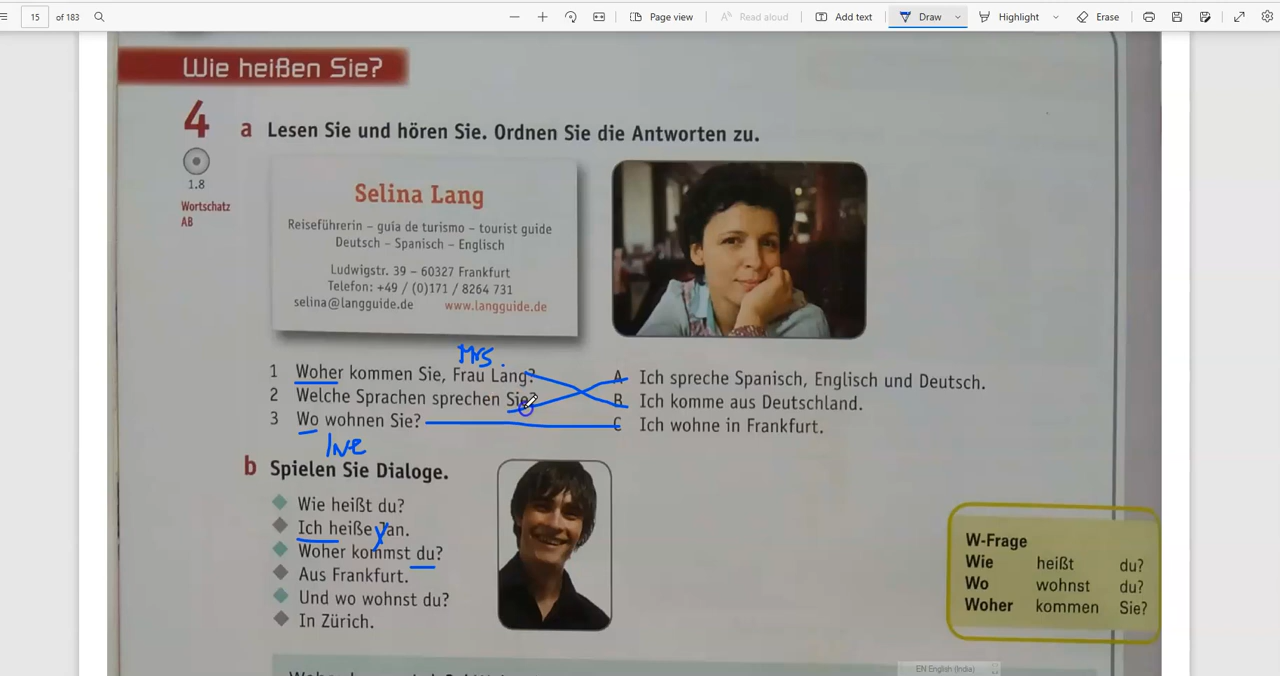 15 of 183 Page view Read aloud Add text Draw Highlight Erase
Wie heißen Sie?
4 a Lesen Sie und hören Sie. Ordnen Sie die Antworten zu.
1.8
Wortschatz
AB
Selina Lang
Reiseführerin – guía de turismo – tourist guide
Deutsch – Spanisch – Englisch
Ludwigstr. 39 – 60327 Frankfurt
Telefon: +49 / (0)171 / 8264 731
selina@langguide.de www.langguide.de
Mrs.
1 Woher kommen Sie, Frau Lang?
2 Welche Sprachen sprechen Sie?
3 Wo wohnen Sie?
live
A Ich spreche Spanisch, Englisch und Deutsch.
B Ich komme aus Deutschland.
C Ich wohne in Frankfurt.
b Spielen Sie Dialoge.
Wie heißt du?
Ich heiße Jan.
y
Woher kommst du?
Aus Frankfurt.
Und wo wohnst du?
In Zürich.
W-Frage
Wie heißt du?
Wo wohnst du?
Woher kommen Sie?
EN English (India)